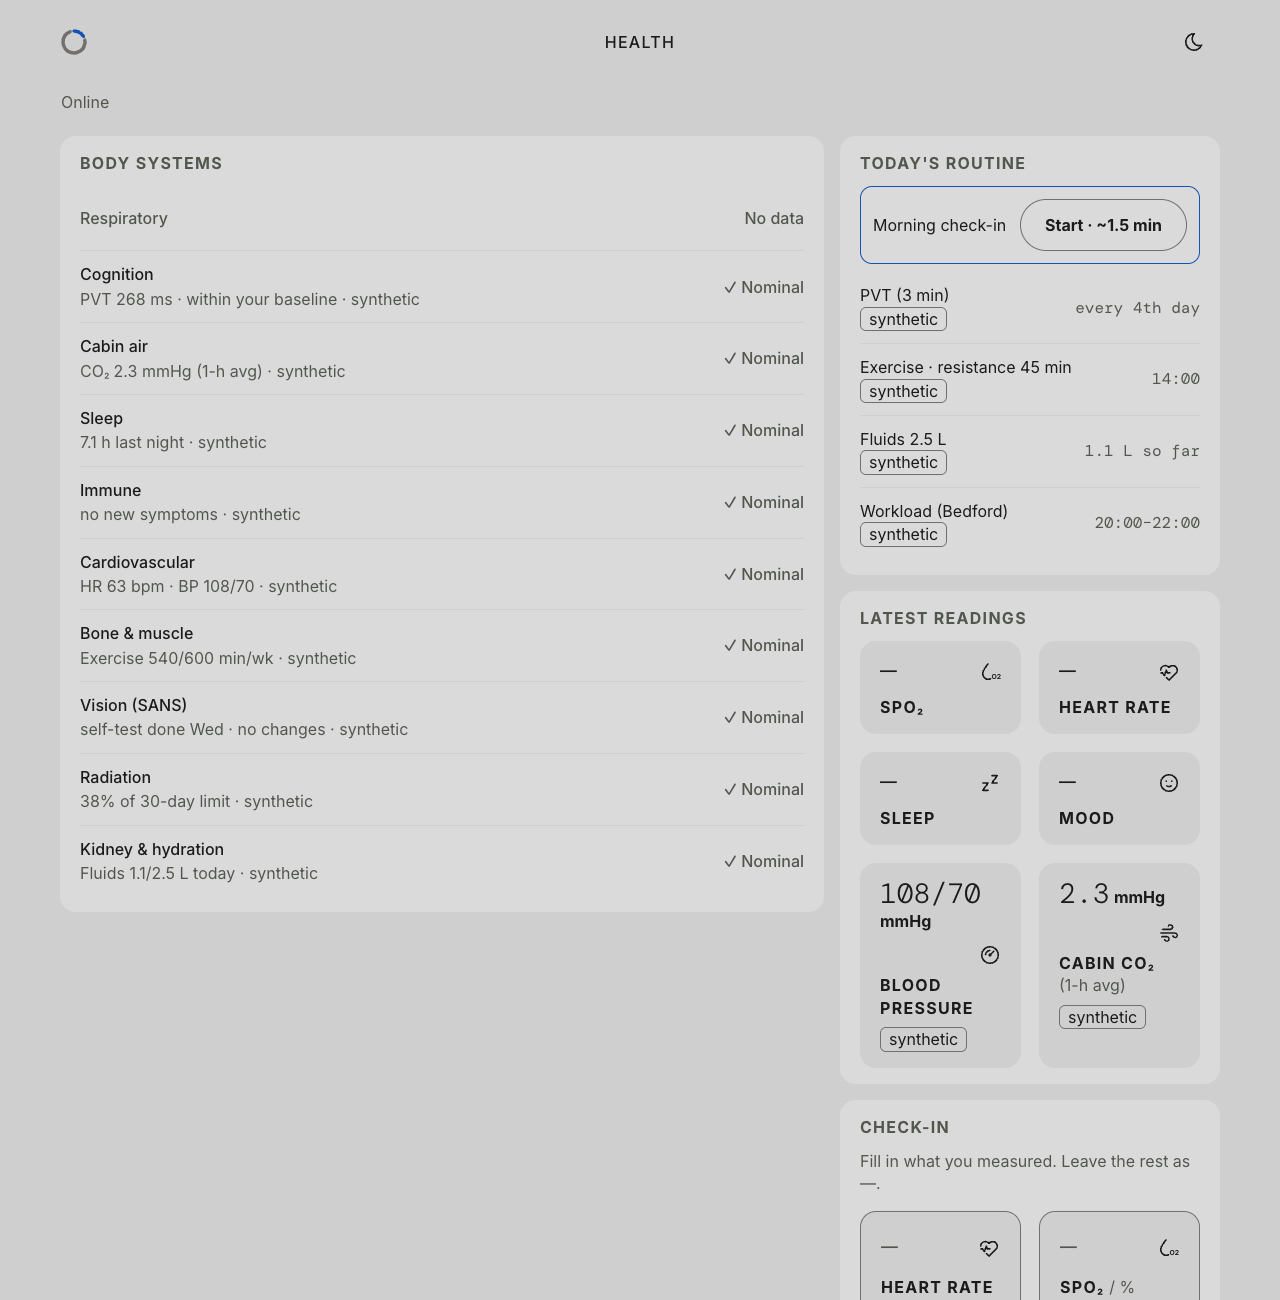 HEALTH
Online
BODY SYSTEMS
Respiratory
No data
Cognition
PVT 268 ms · within your baseline · synthetic
✓ Nominal
Cabin air
CO₂ 2.3 mmHg (1-h avg) · synthetic
✓ Nominal
Sleep
7.1 h last night · synthetic
✓ Nominal
Immune
no new symptoms · synthetic
✓ Nominal
Cardiovascular
HR 63 bpm · BP 108/70 · synthetic
✓ Nominal
Bone & muscle
Exercise 540/600 min/wk · synthetic
✓ Nominal
Vision (SANS)
self-test done Wed · no changes · synthetic
✓ Nominal
Radiation
38% of 30-day limit · synthetic
✓ Nominal
Kidney & hydration
Fluids 1.1/2.5 L today · synthetic
✓ Nominal
TODAY'S ROUTINE
Morning check-in
Start · ~1.5 min
PVT (3 min)
synthetic
every 4th day
Exercise · resistance 45 min
synthetic
14:00
Fluids 2.5 L
synthetic
1.1 L so far
Workload (Bedford)
synthetic
20:00–22:00
LATEST READINGS
—
O2
SPO₂
—
HEART RATE
—
zZ
SLEEP
—
MOOD
108/70
mmHg
BLOOD
PRESSURE
synthetic
2.3 mmHg
CABIN CO₂
(1-h avg)
synthetic
CHECK-IN
Fill in what you measured. Leave the rest as
—.
—
HEART RATE
—
O2
SPO₂ / %